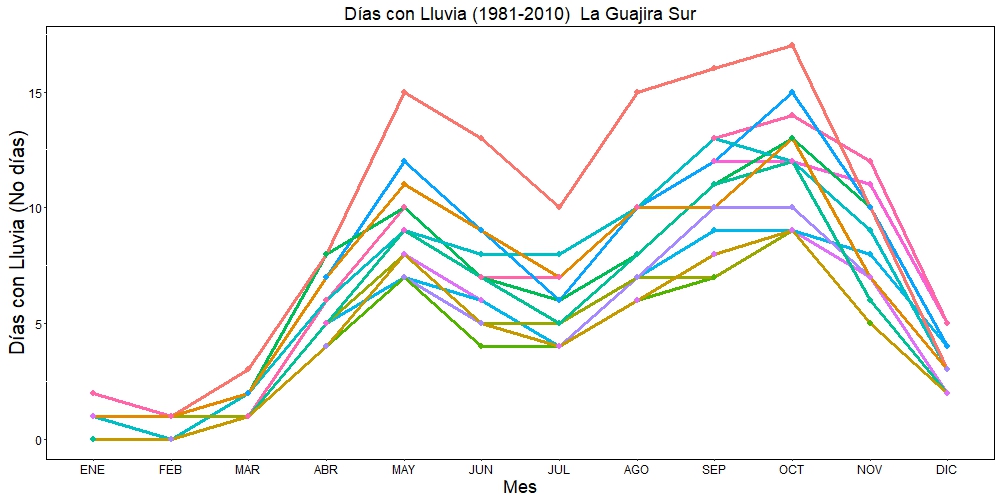 Días con Lluvia (1981-2010)  La Guajira Sur
Días con Lluvia (No días)
15
10
5
0
ENE FEB MAR ABR MAY JUN JUL AGO SEP OCT NOV DIC
Mes